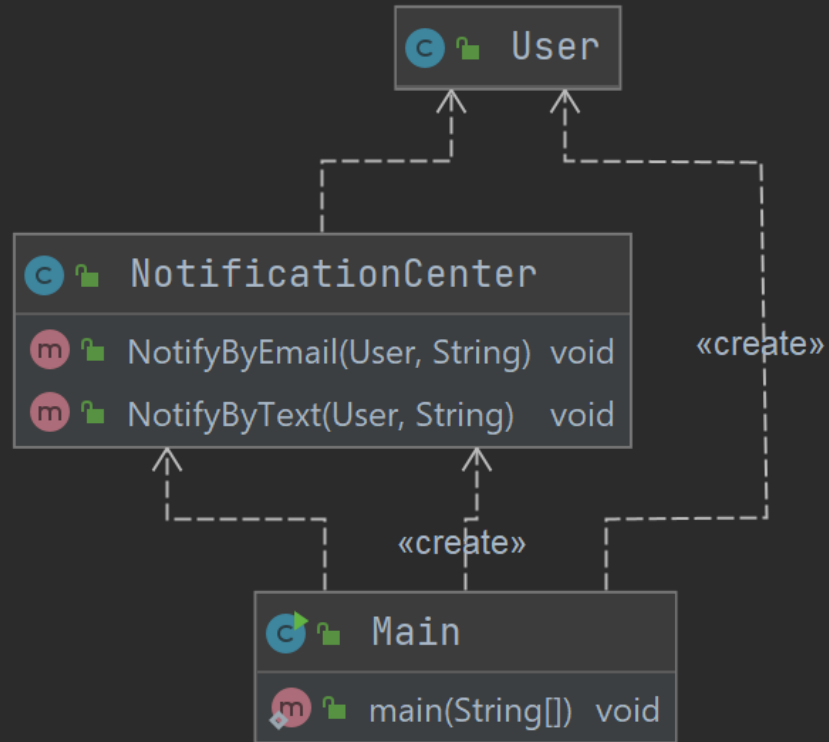 C User
C NotificationCenter
m NotifyByEmail(User, String) void
m NotifyByText(User, String) void
«create»
«create»
C Main
m main(String[]) void